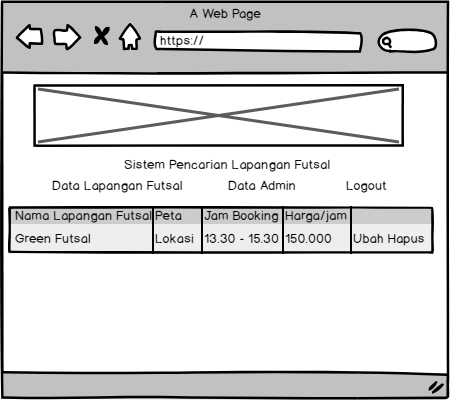 A Web Page
https://
Sistem Pencarian Lapangan Futsal
Data Lapangan Futsal Data Admin Logout
Nama Lapangan Futsal Peta Jam Booking Harga/jam
Green Futsal Lokasi 13.30 - 15.30 150.000 Ubah Hapus